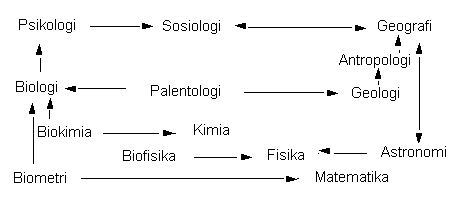 Psikologi Sosiologi Geografi
Antropologi
Biologi Palentologi Geologi
Biokimia Kimia
Biofisika Fisika Astronomi
Biometri Matematika